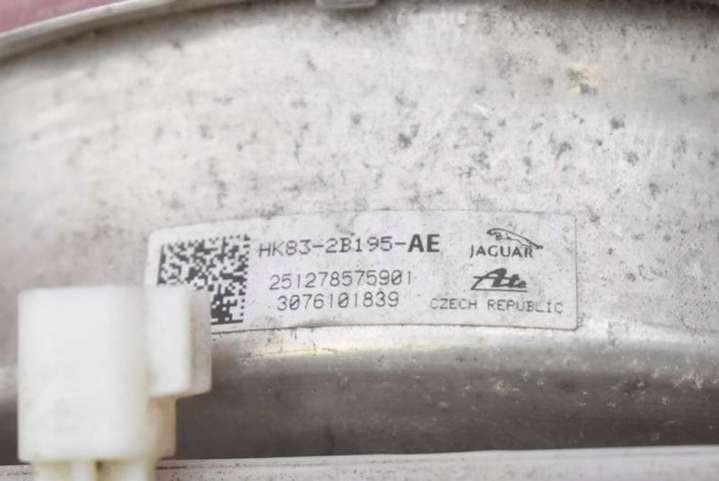 HK83-2B195-AE
JAGUAR
251278575901
Ate
3076101839
CZECH REPUBLIC